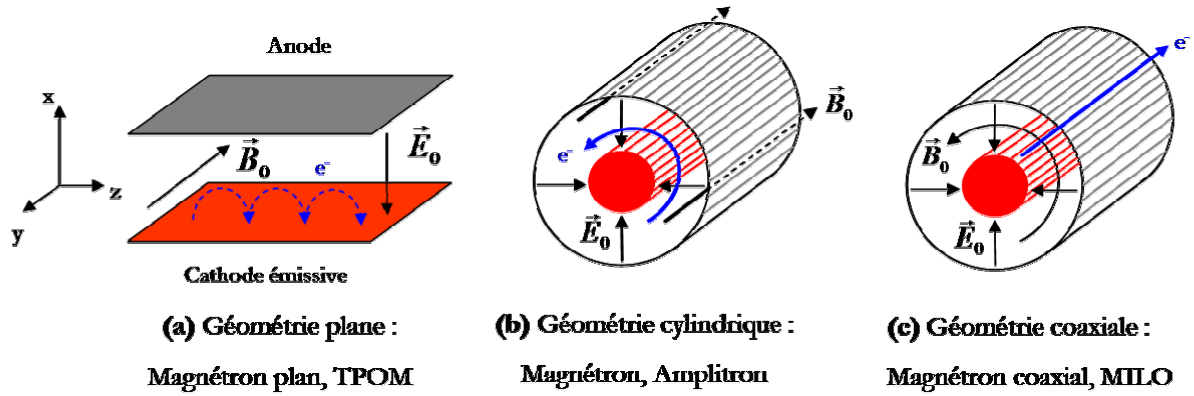 Anode
x
z
y
B₀
e⁻
E₀
Cathode émissive
(a) Géométrie plane :
Magnétron plan, TPOM
B₀
e⁻
E₀
(b) Géométrie cylindrique :
Magnétron, Amplitron
e⁻
B₀
E₀
(c) Géométrie coaxiale :
Magnétron coaxial, MILO